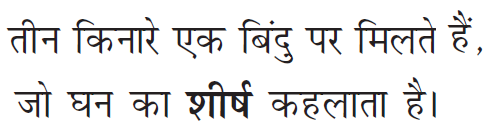 तीन किनारे एक बिंदु पर मिलते हैं,
जो घन का शीर्ष कहलाता है।